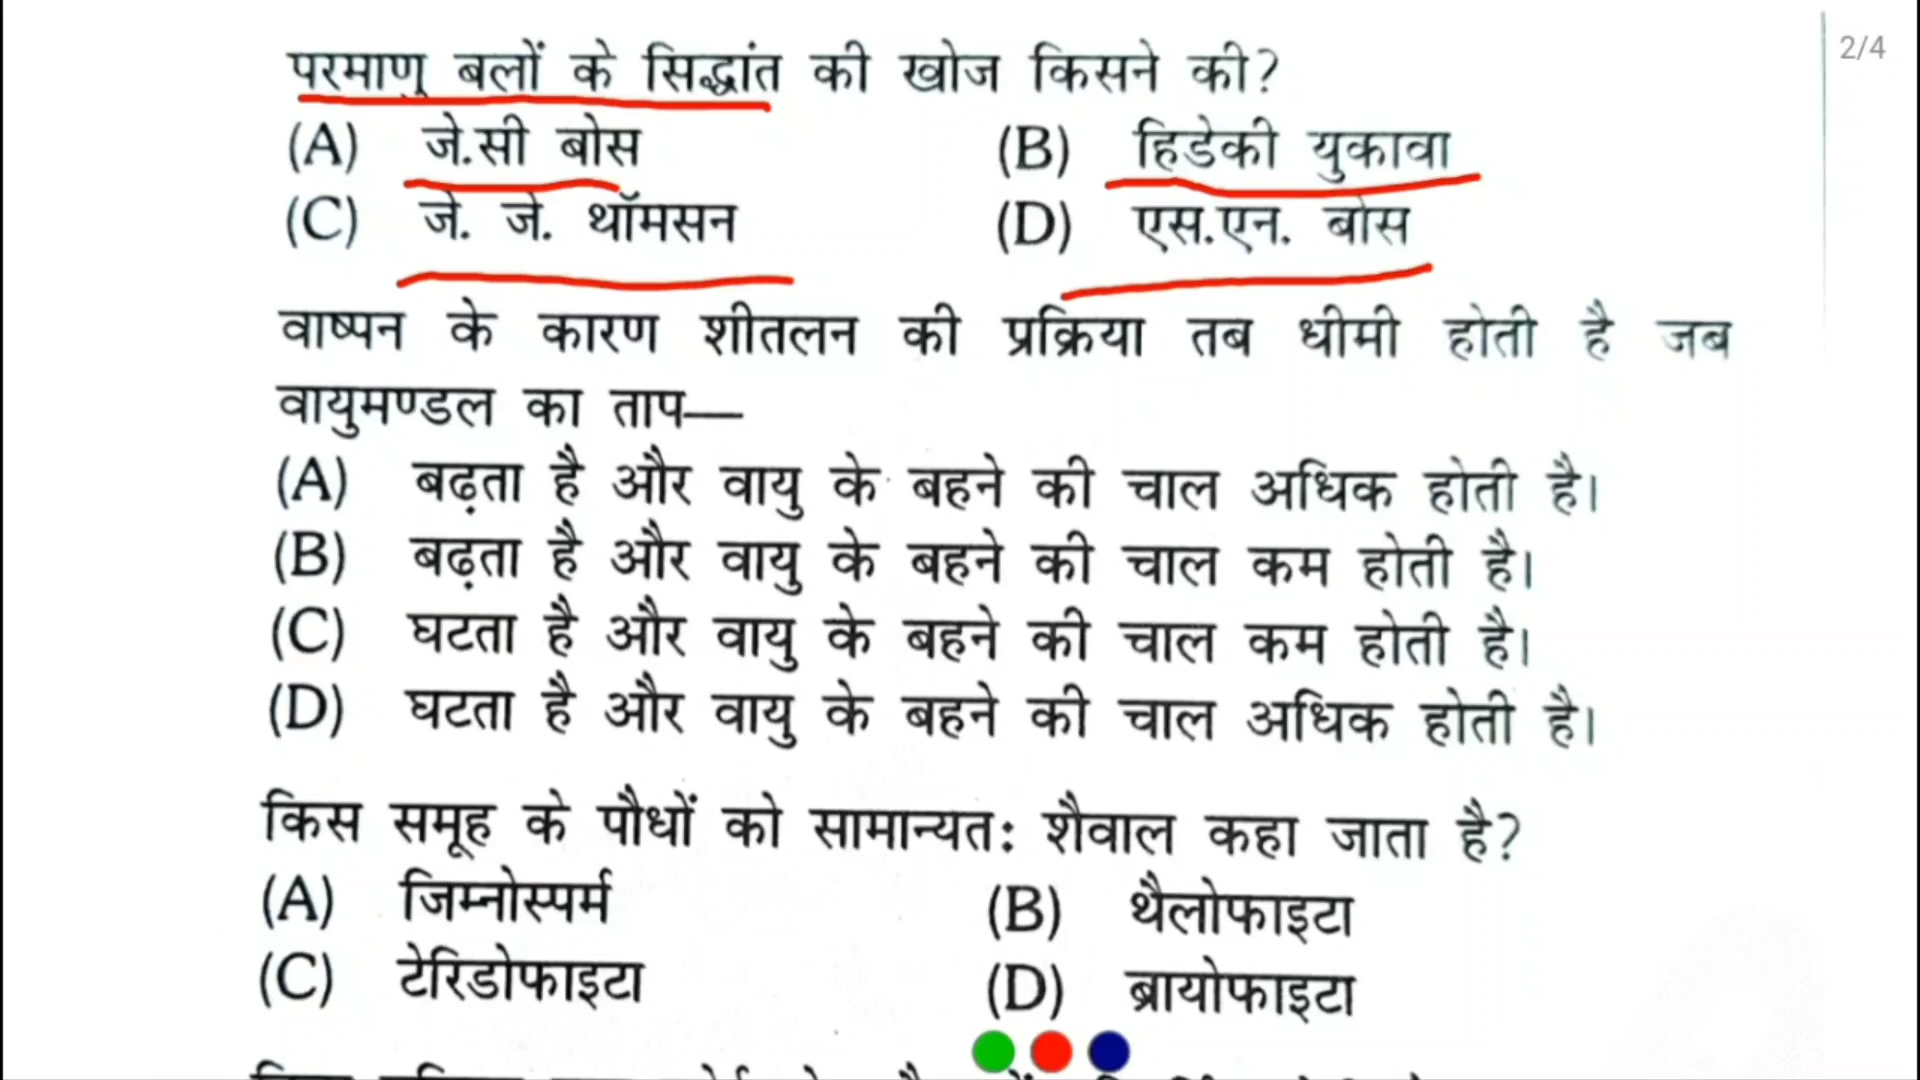 परमाणु बलों के सिद्धांत की खोज किसने की?
2/4
(A) जे.सी बोस (B) हिडेकी युकावा
(C) जे. जे. थॉमसन (D) एस.एन. बोस
वाष्पन के कारण शीतलन की प्रक्रिया तब धीमी होती है जब
वायुमण्डल का ताप—
(A) बढ़ता है और वायु के बहने की चाल अधिक होती है।
(B) बढ़ता है और वायु के बहने की चाल कम होती है।
(C) घटता है और वायु के बहने की चाल कम होती है।
(D) घटता है और वायु के बहने की चाल अधिक होती है।
किस समूह के पौधों को सामान्यतः शैवाल कहा जाता है?
(A) जिम्नोस्पर्म (B) थैलोफाइटा
(C) टेरिडोफाइटा (D) ब्रायोफाइटा